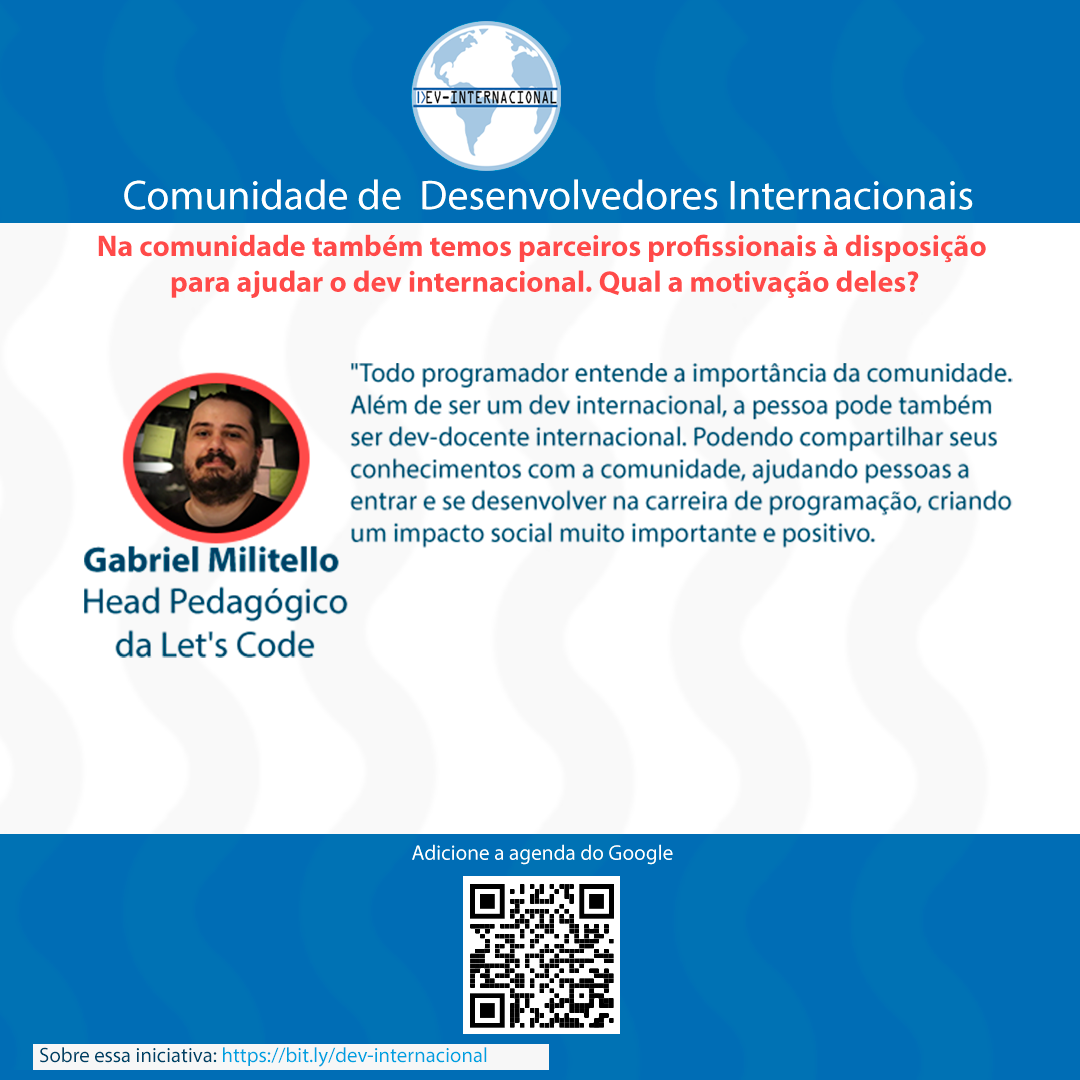 DEV-INTERNACIONAL
Comunidade de Desenvolvedores Internacionais
Na comunidade também temos parceiros profissionais à disposição
para ajudar o dev internacional. Qual a motivação deles?
"Todo programador entende a importância da comunidade.
Além de ser um dev internacional, a pessoa pode também
ser dev-docente internacional. Podendo compartilhar seus
conhecimentos com a comunidade, ajudando pessoas a
entrar e se desenvolver na carreira de programação, criando
um impacto social muito importante e positivo.
Gabriel Militello
Head Pedagógico
da Let's Code
Adicione a agenda do Google
Sobre essa iniciativa: https://bit.ly/dev-internacional